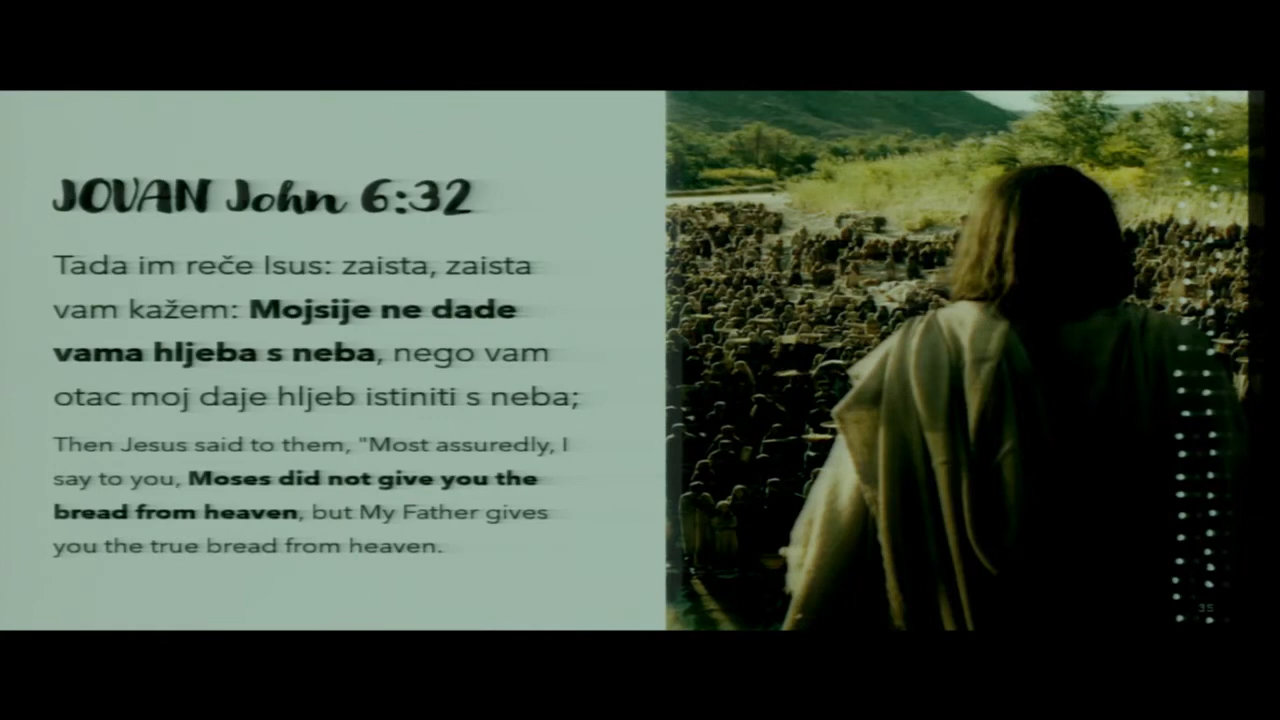 JOVAN John 6:32
Tada im reče Isus: zaista, zaista
vam kažem: Mojsije ne dade
vama hljeba s neba, nego vam
otac moj daje hljeb istiniti s neba;
Then Jesus said to them, "Most assuredly, I
say to you, Moses did not give you the
bread from heaven, but My Father gives
you the true bread from heaven.
35